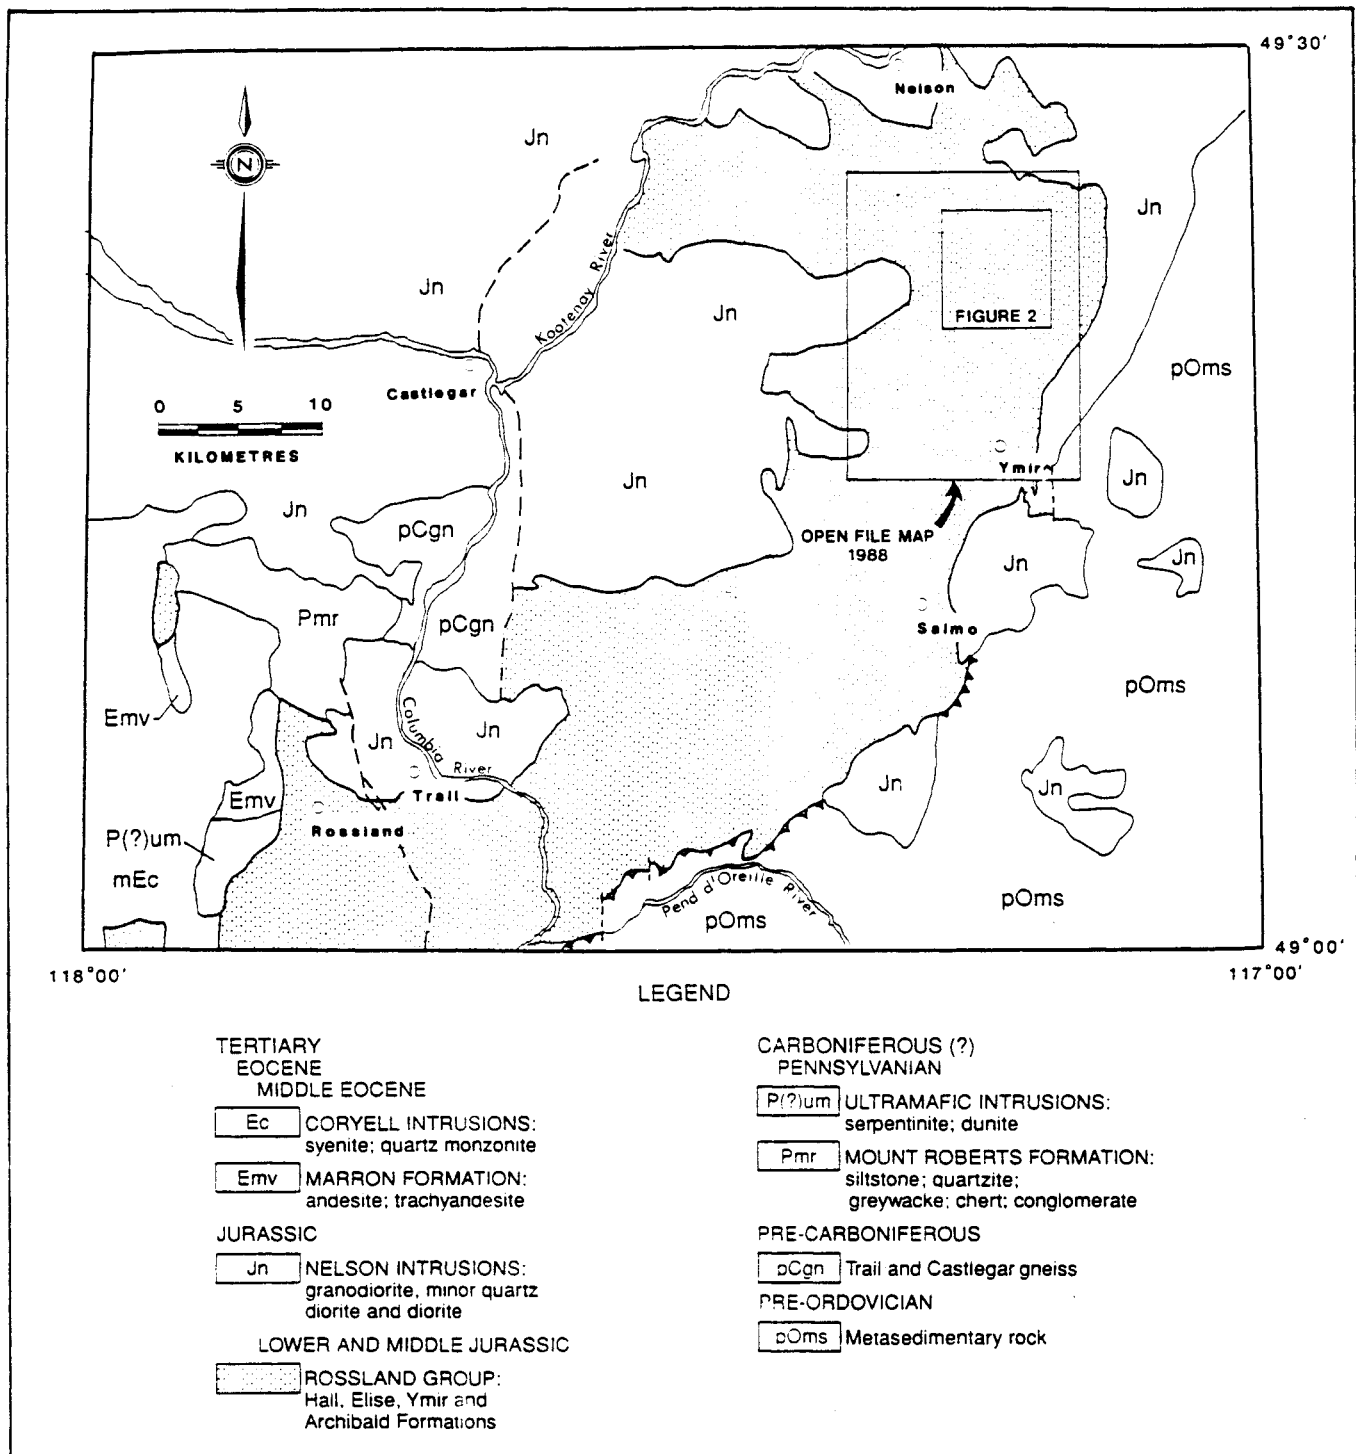 49°30'
Nelson
N
Jn
Jn
Jn
Kootenay River
Jn
FIGURE 2
pOms
Castlegar
0 5 10
KILOMETRES
Ymir
Jn
Jn
Jn
pCgn
OPEN FILE MAP
1988
Jn
Jn
Pmr
pCgn
Salmo
pOms
Emv
Columbia River
Jn
Jn
Jn
Jn
Trail
Emv
Rossland
P(?)um
mEc
Pend d'Oreille River
pOms
pOms
49°00'
118°00'
117°00'
LEGEND
TERTIARY
EOCENE
MIDDLE EOCENE
Ec CORYELL INTRUSIONS:
syenite; quartz monzonite
Emv MARRON FORMATION:
andesite; trachyandesite
JURASSIC
Jn NELSON INTRUSIONS:
granodiorite, minor quartz
diorite and diorite
LOWER AND MIDDLE JURASSIC
ROSSLAND GROUP:
Hall, Elise, Ymir and
Archibald Formations
CARBONIFEROUS (?)
PENNSYLVANIAN
P(?)um ULTRAMAFIC INTRUSIONS:
serpentinite; dunite
Pmr MOUNT ROBERTS FORMATION:
siltstone; quartzite;
greywacke; chert; conglomerate
PRE-CARBONIFEROUS
pCgn Trail and Castlegar gneiss
PRE-ORDOVICIAN
pOms Metasedimentary rock